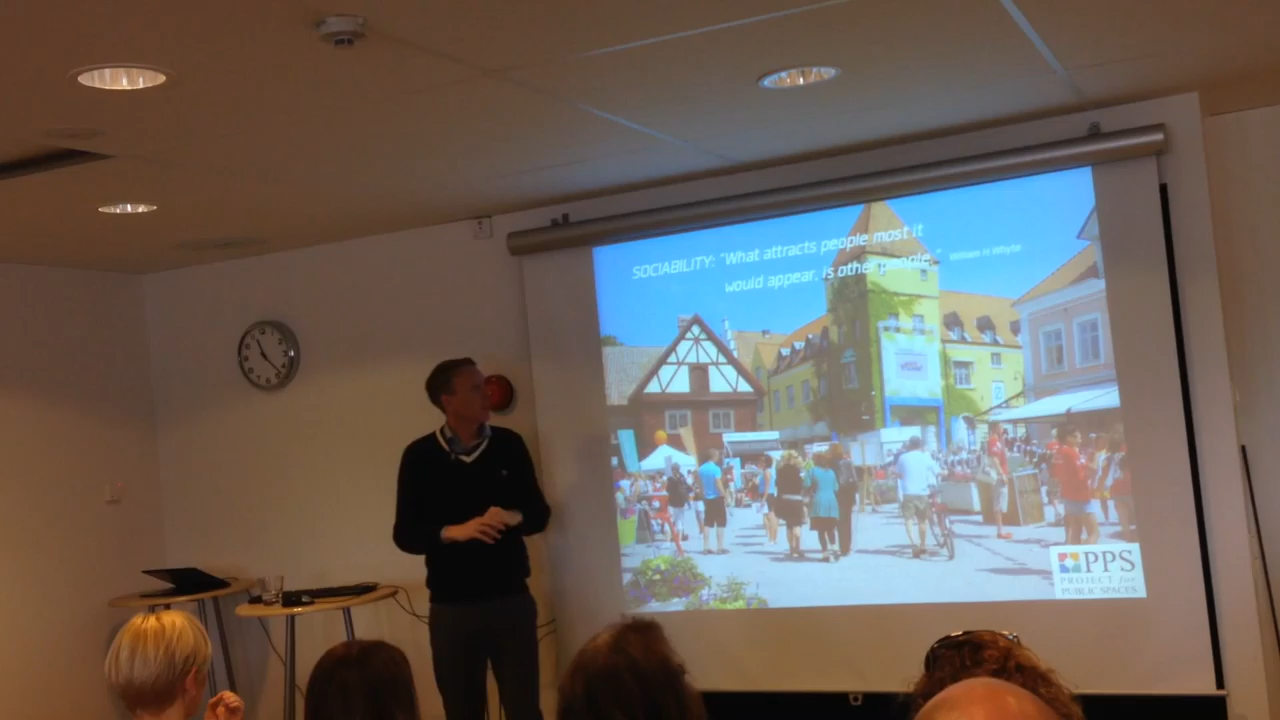 SOCIABILITY: "What attracts people most it
would appear, is other people." William H Whyte
PPS
PROJECT for
PUBLIC SPACES